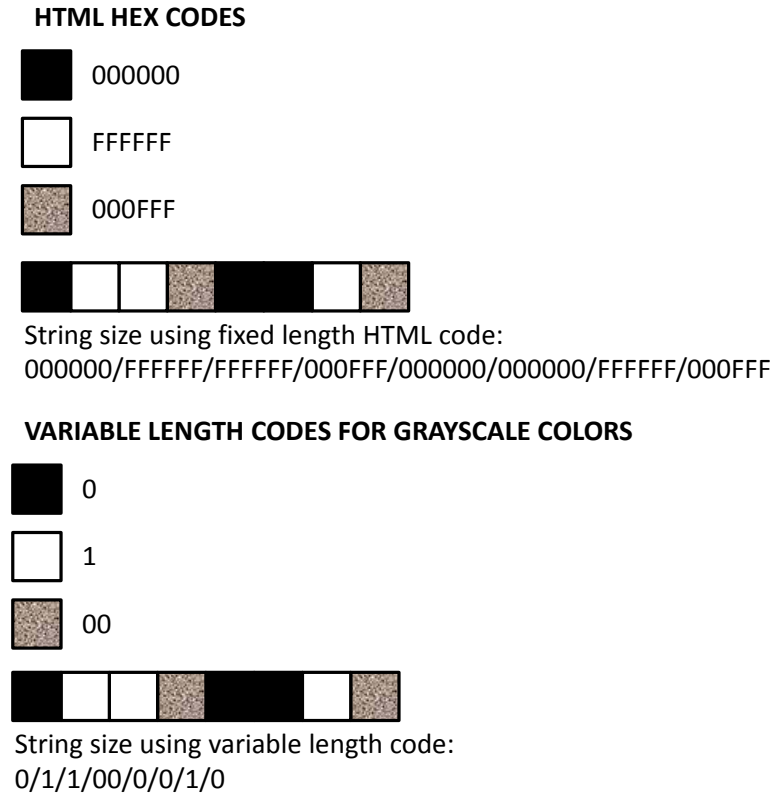 HTML HEX CODES
000000
FFFFFF
000FFF
String size using fixed length HTML code:
000000/FFFFFF/FFFFFF/000FFF/000000/000000/FFFFFF/000FFF
VARIABLE LENGTH CODES FOR GRAYSCALE COLORS
0
1
00
String size using variable length code:
0/1/1/00/0/0/1/0